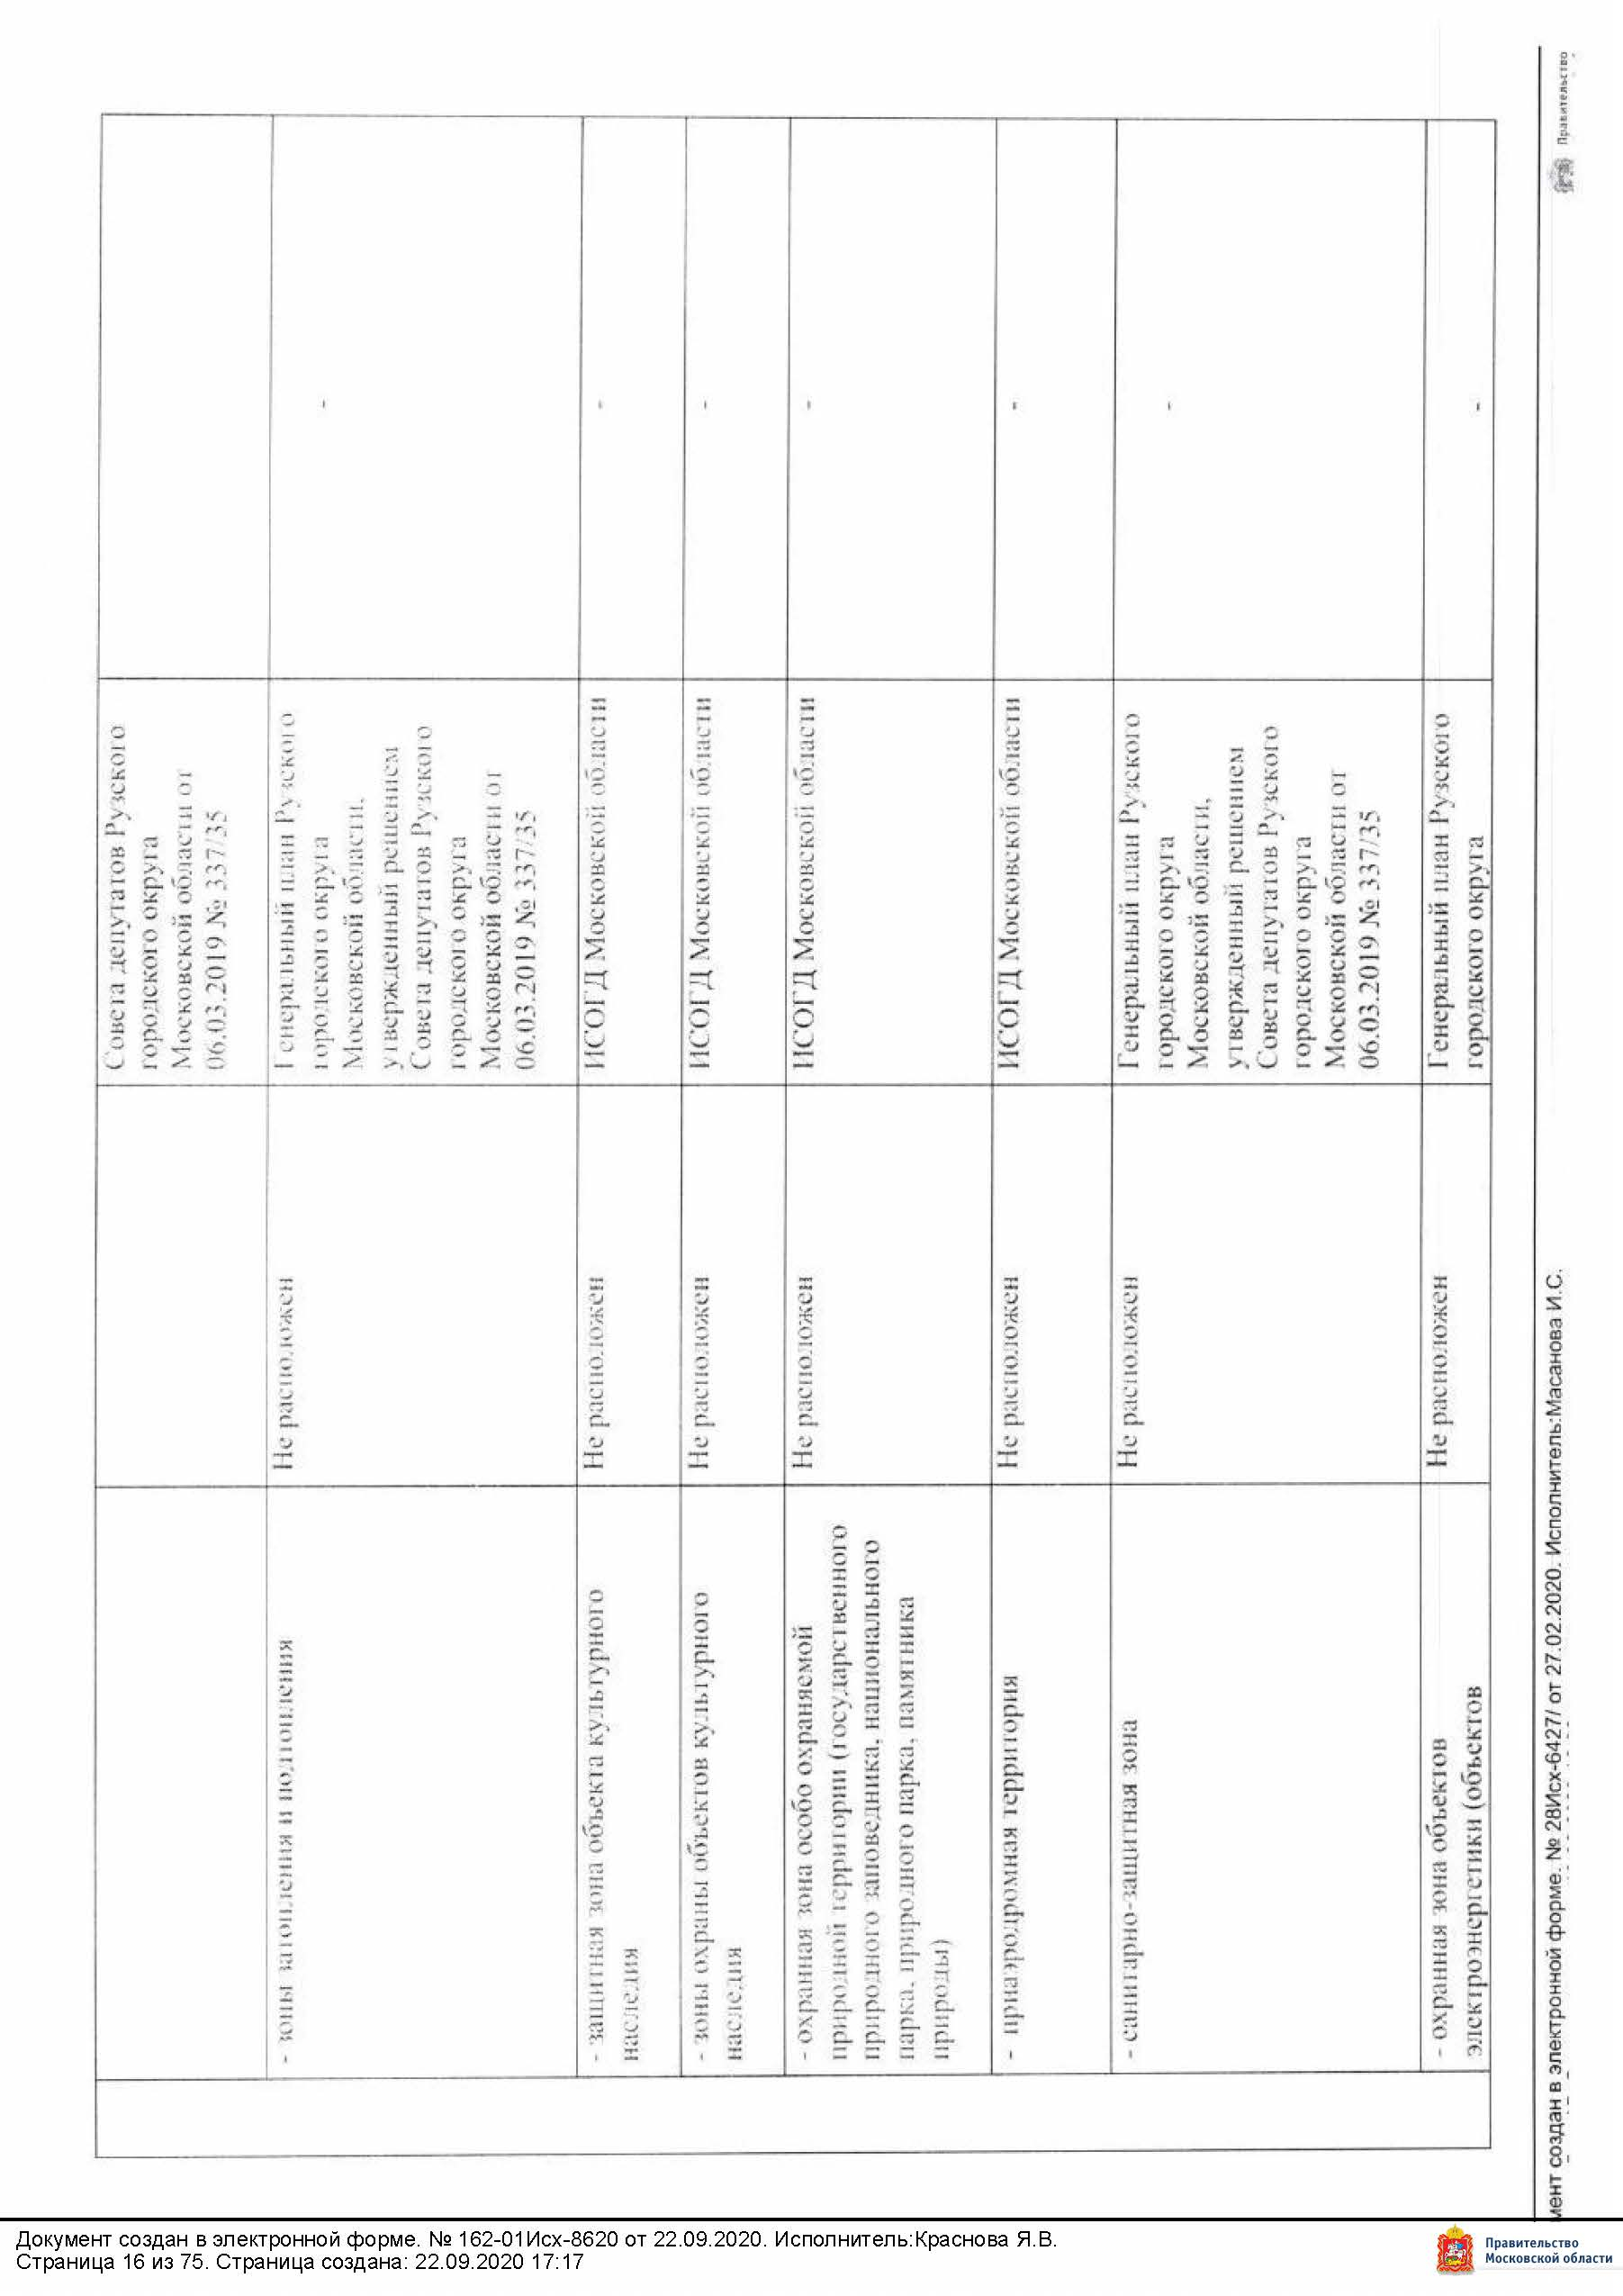 Совета депутатов Рузского
городского округа
Московской области от
06.03.2019 № 337/35
- зоны затопления и подтопления
Не расположен
Генеральный план Рузского
городского округа
Московской области,
утвержденный решением
Совета депутатов Рузского
городского округа
Московской области от
06.03.2019 № 337/35
-
- защитная зона объекта культурного
наследия
Не расположен
ИСОГД Московской области
-
- зоны охраны объектов культурного
наследия
Не расположен
ИСОГД Московской области
-
- охранная зона особо охраняемой
природной территории (государственного
природного заповедника, национального
парка, природного парка, памятника
природы)
Не расположен
ИСОГД Московской области
-
- приаэродромная территория
Не расположен
ИСОГД Московской области
-
- санитарно-защитная зона
Не расположен
Генеральный план Рузского
городского округа
Московской области,
утвержденный решением
Совета депутатов Рузского
городского округа
Московской области от
06.03.2019 № 337/35
-
- охранная зона объектов
электроэнергетики (объектов
Не расположен
Генеральный план Рузского
городского округа
-
мент создан в электронной форме. № 28Исх-6427/ от 27.02.2020. Исполнитель:Масанова И.С.
Правительство
Документ создан в электронной форме. № 162-01Исх-8620 от 22.09.2020. Исполнитель:Краснова Я.В.
Страница 16 из 75. Страница создана: 22.09.2020 17:17
Правительство
Московской области